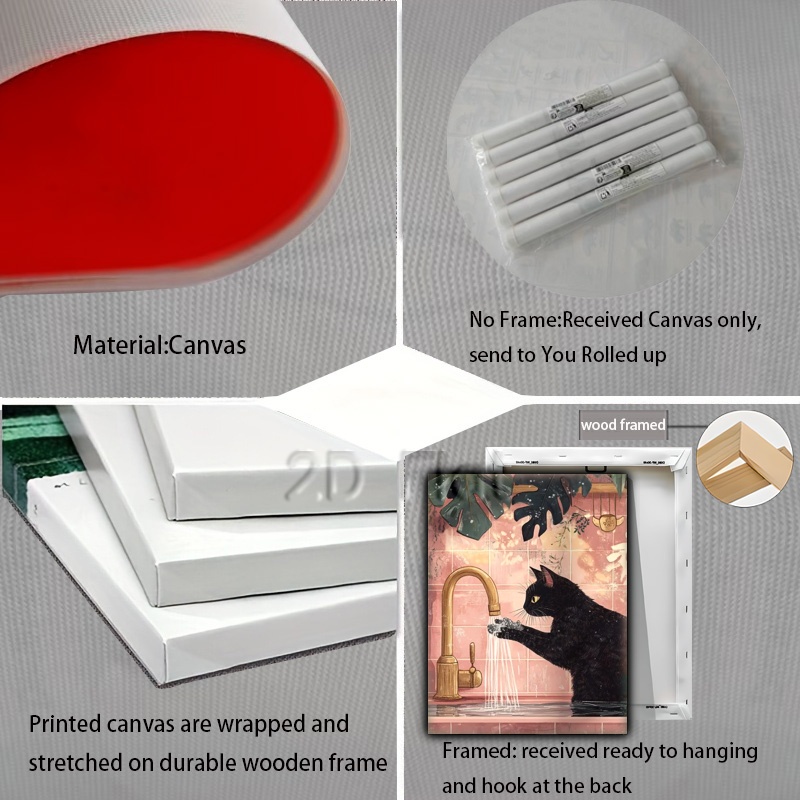 Material:Canvas
No Frame:Received Canvas only,
send to You Rolled up
2D
Printed canvas are wrapped and
stretched on durable wooden frame
wood framed
Framed: received ready to hanging
and hook at the back